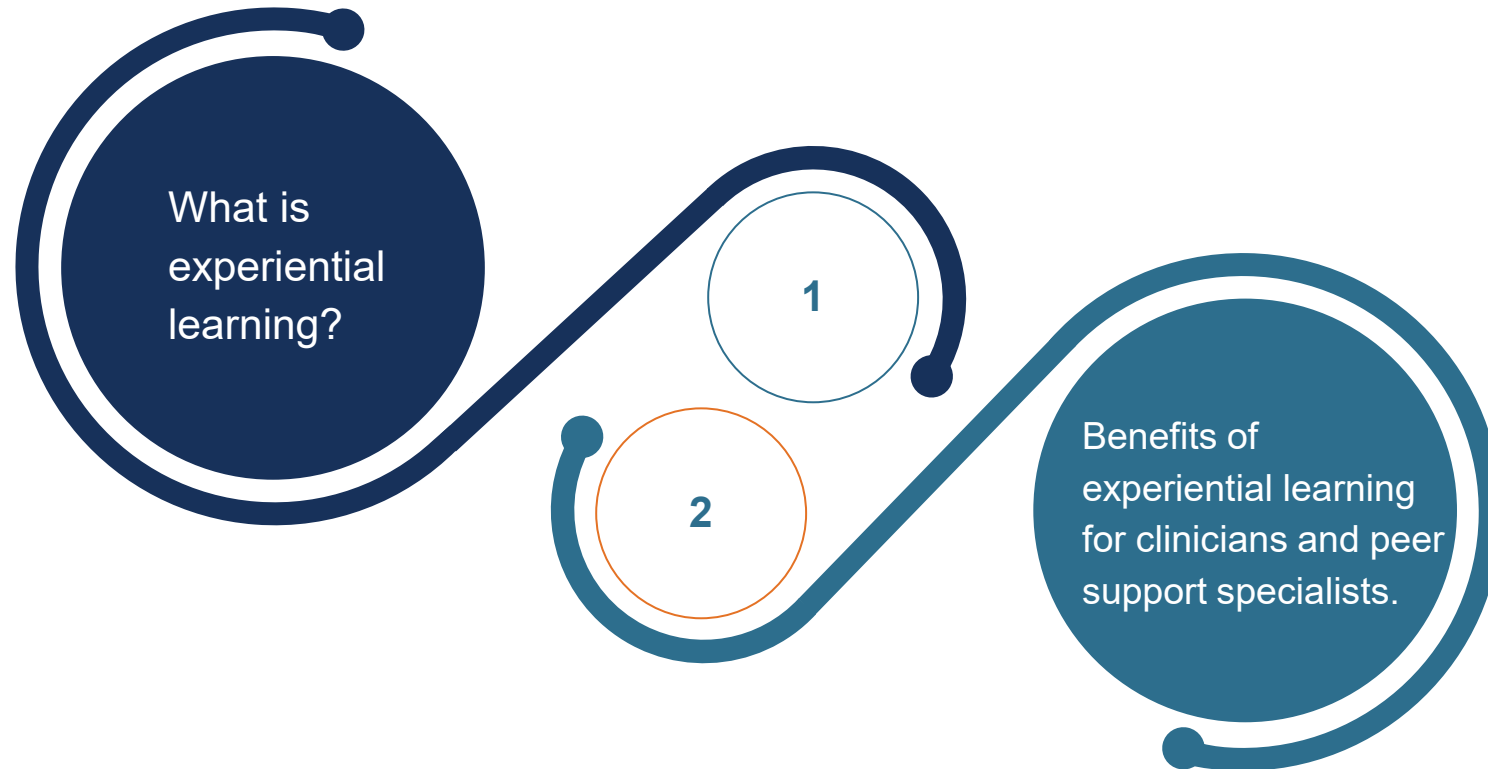 What is
experiential
learning?
1
2
Benefits of
experiential learning
for clinicians and peer
support specialists.